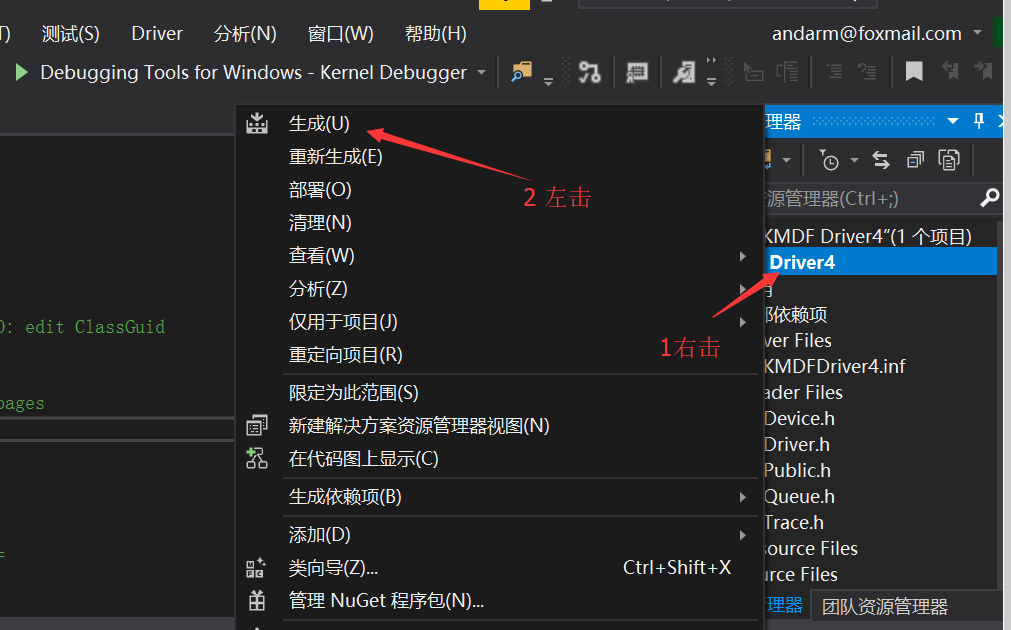 T)  测试(S)  Driver  分析(N)  窗口(W)  帮助(H)  andarm@foxmail.com
Debugging Tools for Windows - Kernel Debugger
生成(U)
重新生成(E)
部署(O)
清理(N)
查看(W)
分析(Z)
仅用于项目(J)
重定向项目(R)
限定为此范围(S)
新建解决方案资源管理器视图(N)
在代码图上显示(C)
生成依赖项(B)
添加(D)
类向导(Z)...  Ctrl+Shift+X
管理 NuGet 程序包(N)...
2 左击
1右击
O: edit ClassGuid
pages
=
理器
源管理器(Ctrl+;)
KMDF Driver4"(1 个项目)
Driver4
部依赖项
ver Files
KMDFDriver4.inf
ader Files
Device.h
Driver.h
Public.h
Queue.h
Trace.h
source Files
urce Files
理器  团队资源管理器